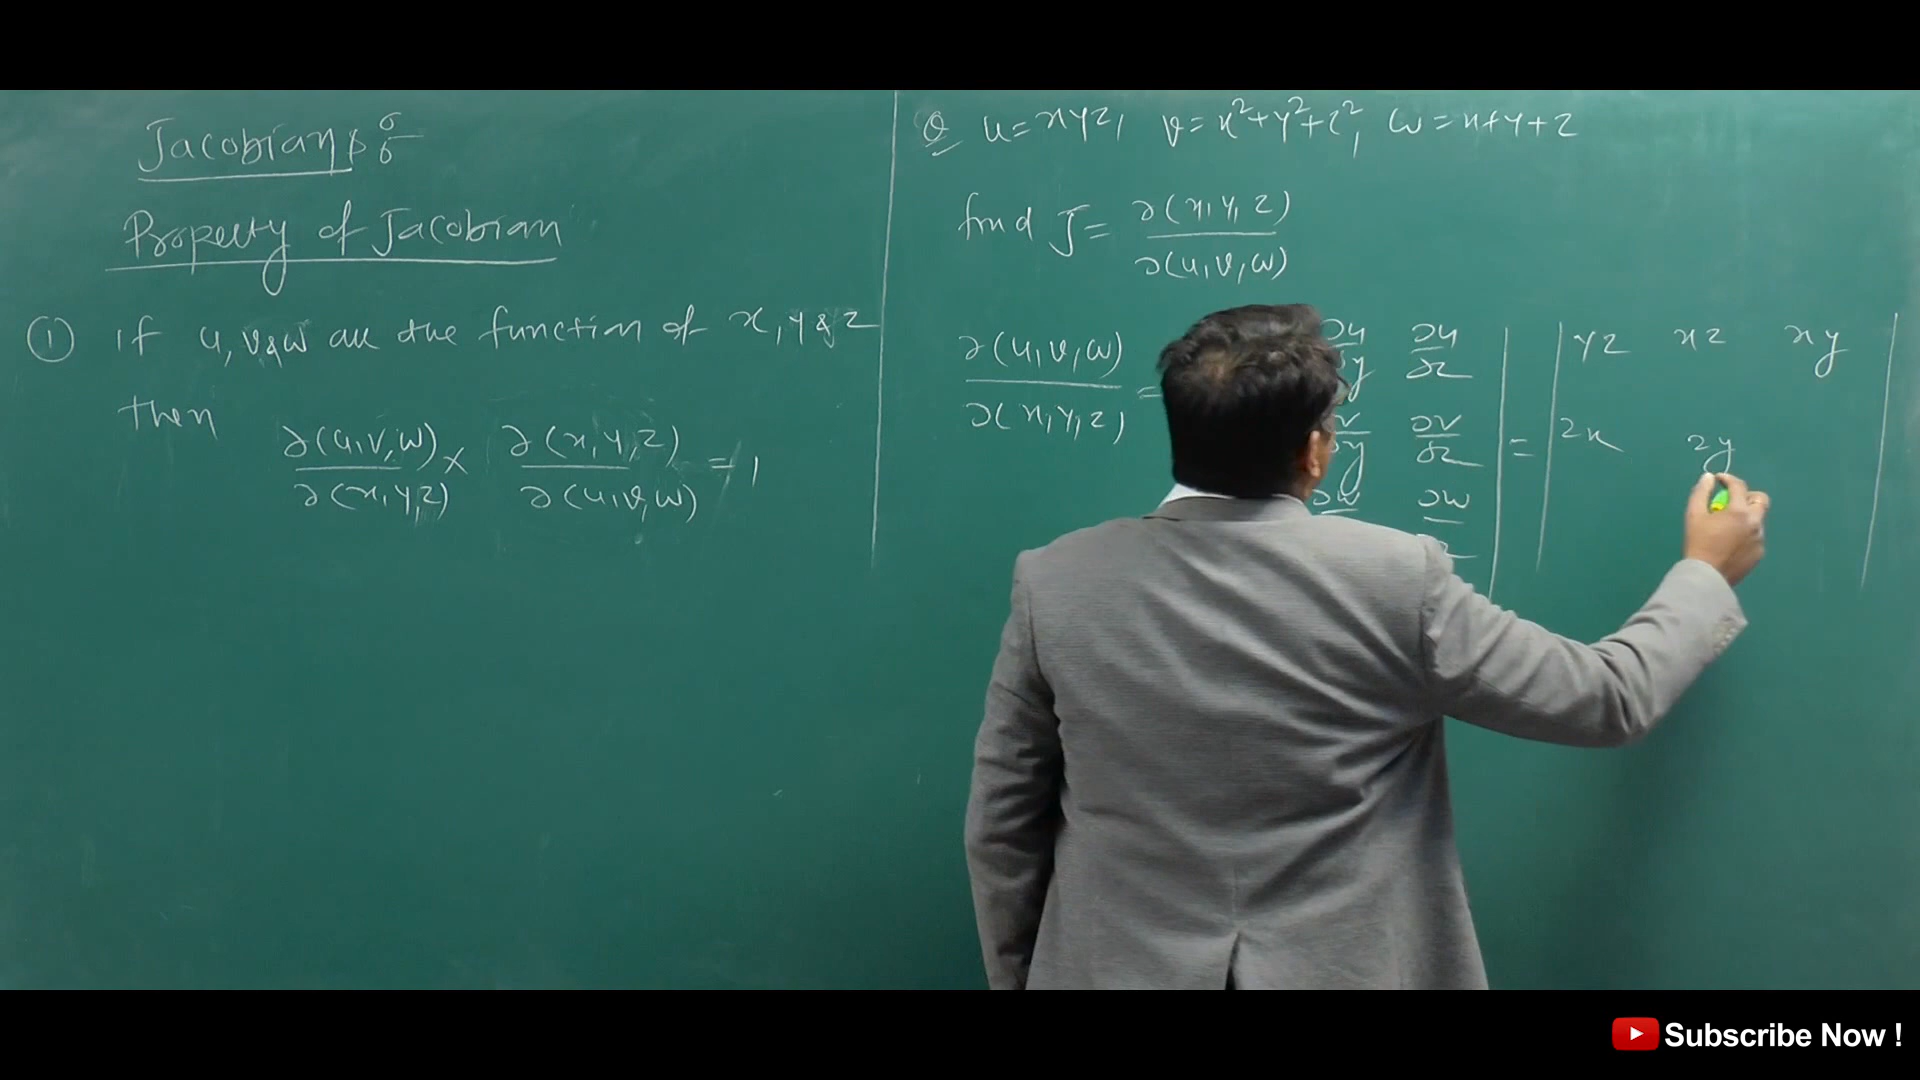 Jacobian
Property of Jacobian
① If u, v & w are the function of x, y & z
then ∂(u,v,w)/∂(x,y,z) × ∂(x,y,z)/∂(u,v,w) = 1
Q u = xyz, v = x²+y²+z², w = x+y+z
find J = ∂(x,y,z)/∂(u,v,w)
∂(u,v,w)/∂(x,y,z) =
∂u/∂y ∂u/∂z
∂v/∂y ∂v/∂z
∂w ∂w
= | yz xz xy
2x 2y |
Subscribe Now !